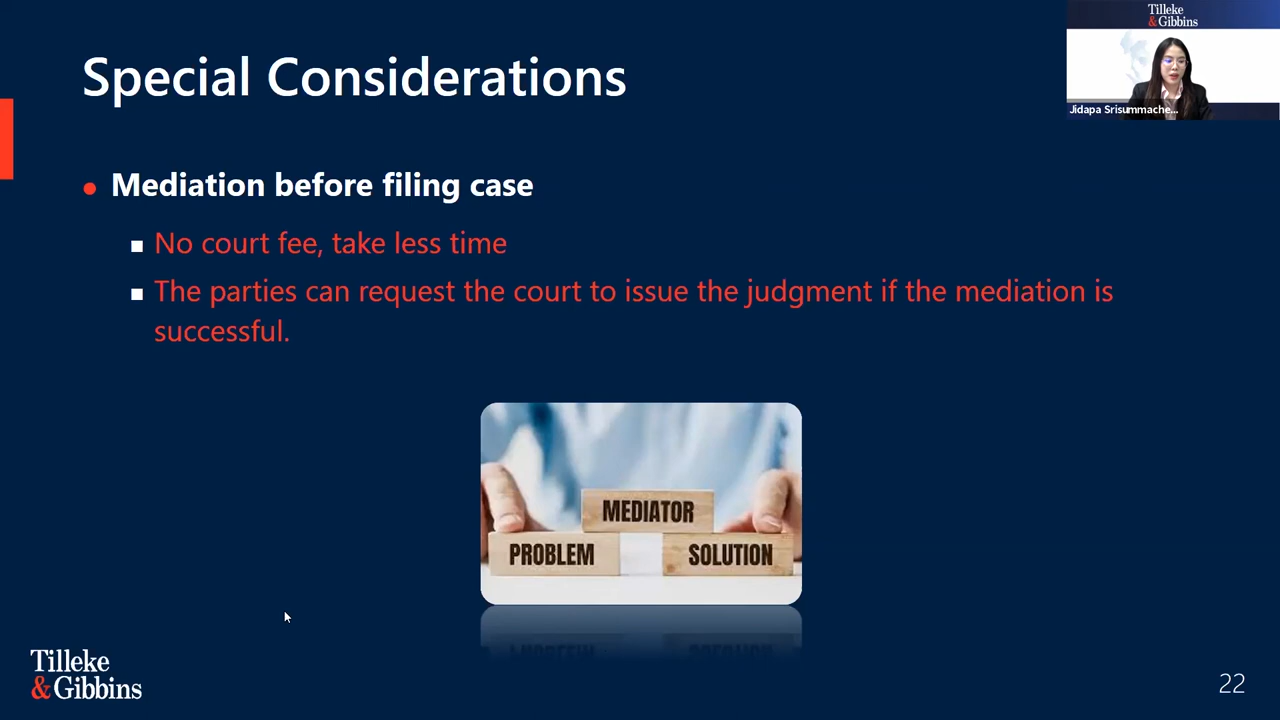 Special Considerations
Tilleke
& Gibbins
Jidapa Srisummache...
Mediation before filing case
No court fee, take less time
The parties can request the court to issue the judgment if the mediation is
successful.
MEDIATOR
PROBLEM
SOLUTION
Tilleke
& Gibbins
22